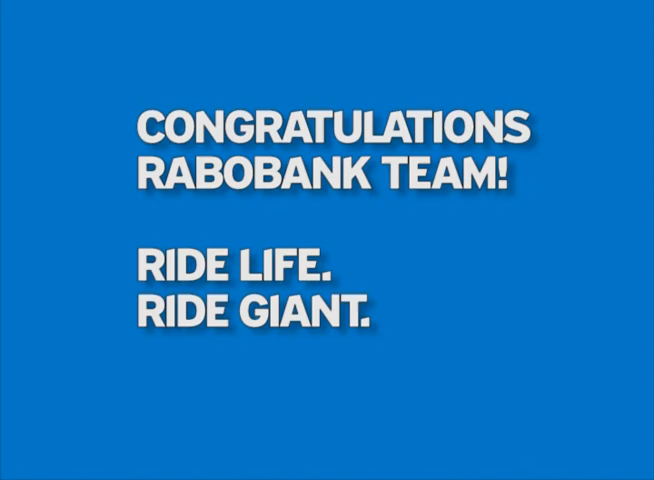 CONGRATULATIONS
RABOBANK TEAM!
RIDE LIFE.
RIDE GIANT.